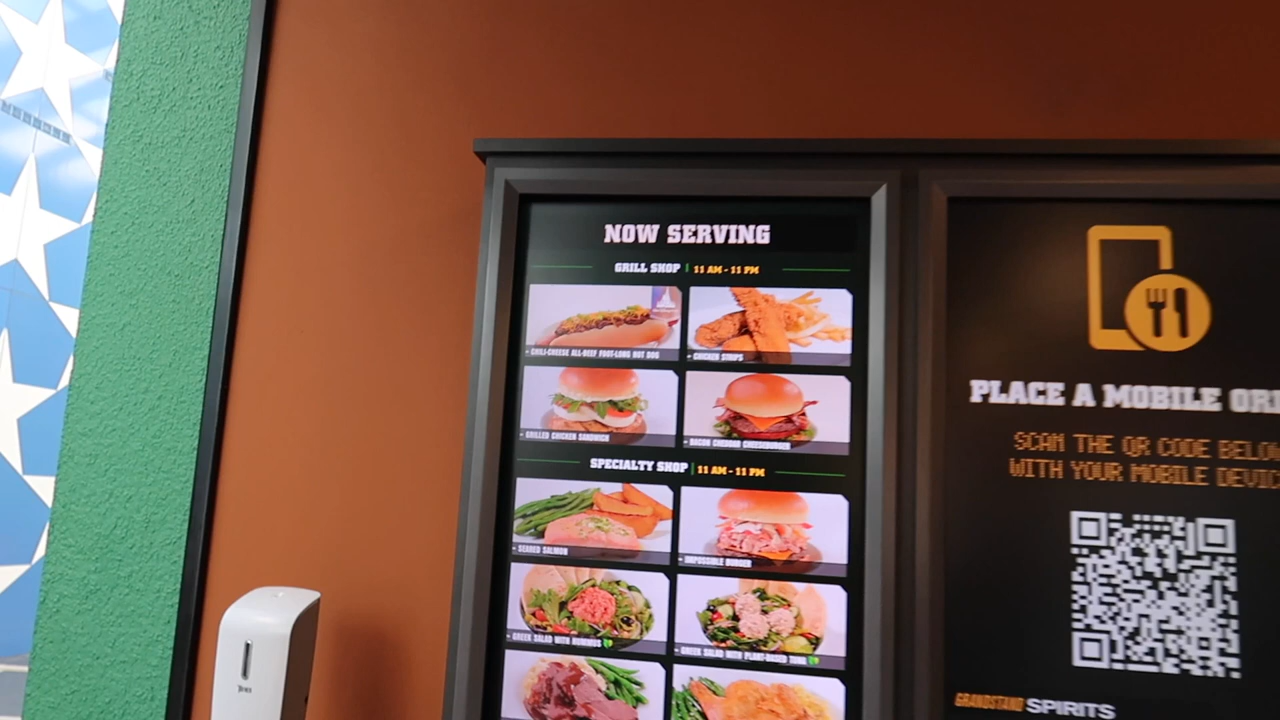 NOW SERVING
GRILL SHOP | 11 AM - 11 PM
- CHILI-CHEESE ALL-BEEF FOOT-LONG HOT DOG
- CHICKEN STRIPS
- GRILLED CHICKEN SANDWICH
- BACON CHEDDAR CHEESEBURGER
SPECIALTY SHOP | 11 AM - 11 PM
- SEARED SALMON
- IMPOSSIBLE BURGER
- GREEK SALAD WITH HUMMUS
- GREEK SALAD WITH PLANT-BASED TUNA
PLACE A MOBILE
SCAN THE QR CODE BELOW
WITH YOUR MOBILE
GRANDSTAND SPIRITS